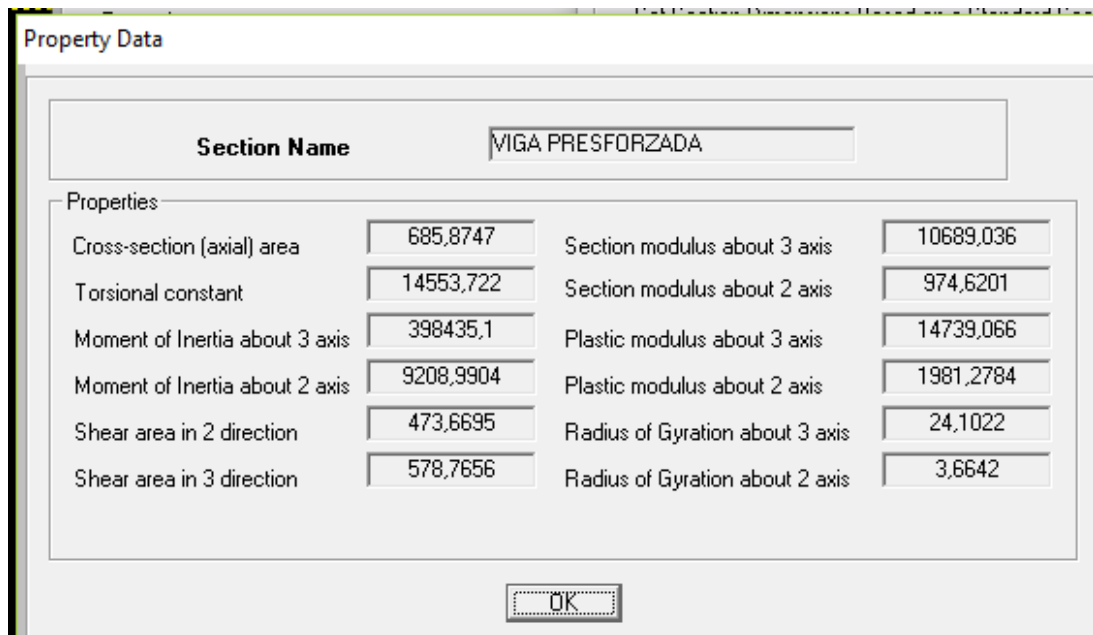 Property Data
Section Name VIGA PRESFORZADA
Properties
Cross-section (axial) area 685,8747 Section modulus about 3 axis 10689,036
Torsional constant 14553,722 Section modulus about 2 axis 974,6201
Moment of Inertia about 3 axis 398435,1 Plastic modulus about 3 axis 14739,066
Moment of Inertia about 2 axis 9208,9904 Plastic modulus about 2 axis 1981,2784
Shear area in 2 direction 473,6695 Radius of Gyration about 3 axis 24,1022
Shear area in 3 direction 578,7656 Radius of Gyration about 2 axis 3,6642
OK